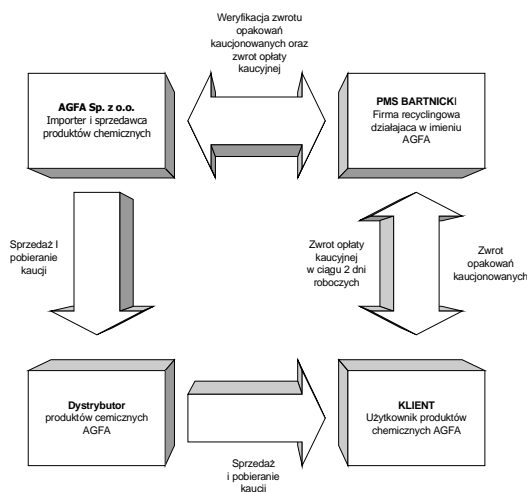 Weryfikacja zwrotu
opakowań
kaucjonowanych oraz
zwrot opłaty
kaucyjnej
AGFA Sp. z o.o.
Importer i sprzedawca
produktów chemicznych
PMS BARTNICKI
Firma recyclingowa
działajaca w imieniu
AGFA
Sprzedaż I
pobieranie
kaucji
Zwrot opłaty
kaucyjnej
w ciągu 2 dni
roboczych
Zwrot
opakowań
kaucjonowanych
Dystrybutor
produktów cemicznych
AGFA
Sprzedaż
i pobieranie
kaucji
KLIENT
Użytkownik produktów
chemicznych AGFA